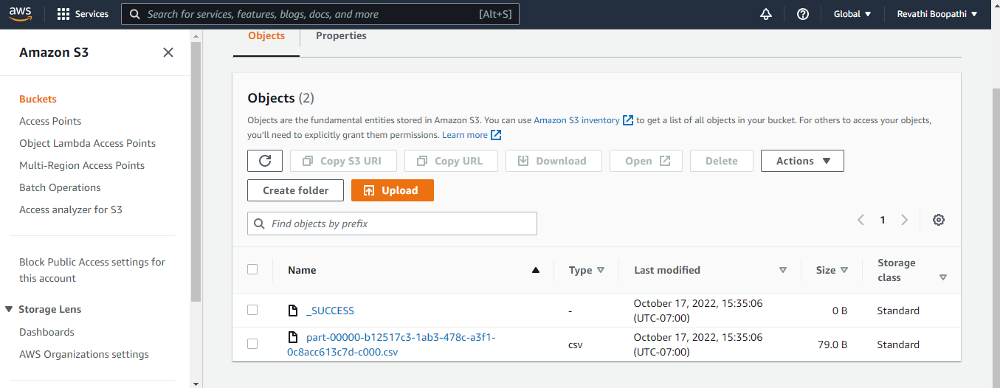 aws
Services
Search for services, features, blogs, docs, and more
[Alt+S]
Global
Revathi Boopathi
Amazon S3
Buckets
Access Points
Object Lambda Access Points
Multi-Region Access Points
Batch Operations
Access analyzer for S3
Block Public Access settings for
this account
Storage Lens
Dashboards
AWS Organizations settings
Objects
Properties
Objects (2)
Objects are the fundamental entities stored in Amazon S3. You can use Amazon S3 inventory to get a list of all objects in your bucket. For others to access your objects,
you'll need to explicitly grant them permissions. Learn more
Copy S3 URI
Copy URL
Download
Open
Delete
Actions
Create folder
Upload
Find objects by prefix
1
Name
Type
Last modified
Size
Storage
class
_SUCCESS
-
October 17, 2022, 15:35:06
(UTC-07:00)
0 B
Standard
part-00000-b12517c3-1ab3-478c-a3f1-
0c8acc613c7d-c000.csv
csv
October 17, 2022, 15:35:06
(UTC-07:00)
79.0 B
Standard